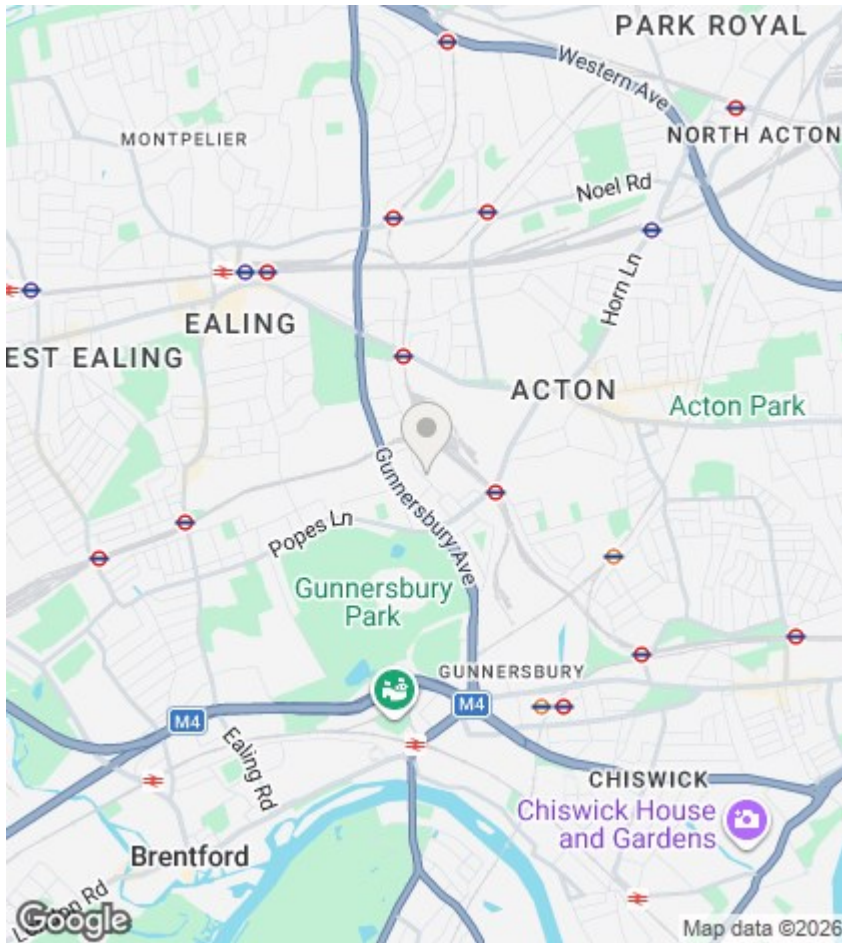 PARK ROYAL
Western Ave
MONTPELIER
NORTH ACTON
Noel Rd
Horn Ln
EALING
EST EALING
ACTON
Acton Park
Gunnersbury Ave
Popes Ln
Gunnersbury
Park
GUNNERSBURY
M4
M4
Ealing Rd
CHISWICK
Chiswick House
and Gardens
Brentford
Rd
Google
Map data ©2026